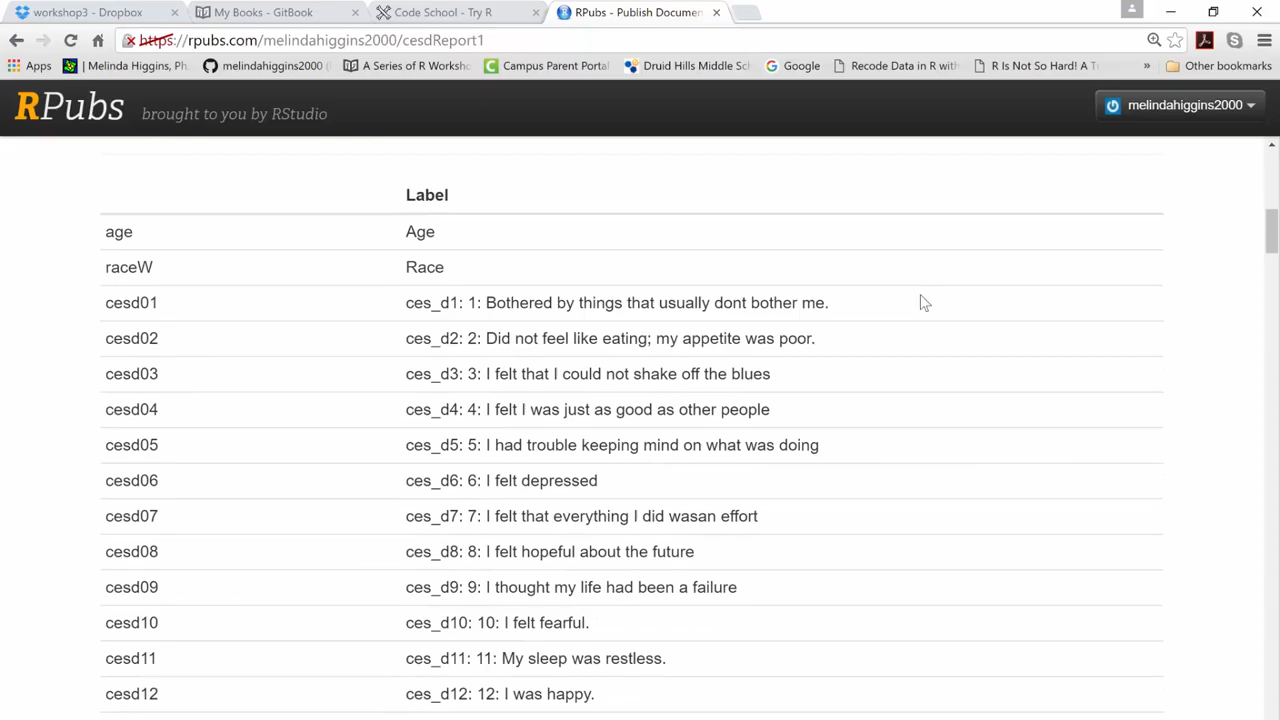 workshop3 - Dropbox
My Books - GitBook
Code School - Try R
RPubs - Publish Documen
https://rpubs.com/melindahiggins2000/cesdReport1
Apps
| Melinda Higgins, Ph.
melindahiggins2000 (
A Series of R Worksho
Campus Parent Portal
Druid Hills Middle Sc
Google
Recode Data in R with
R Is Not So Hard! A T
»
Other bookmarks
RPubs brought to you by RStudio
melindahiggins2000
Label
age Age
raceW Race
cesd01 ces_d1: 1: Bothered by things that usually dont bother me.
cesd02 ces_d2: 2: Did not feel like eating; my appetite was poor.
cesd03 ces_d3: 3: I felt that I could not shake off the blues
cesd04 ces_d4: 4: I felt I was just as good as other people
cesd05 ces_d5: 5: I had trouble keeping mind on what was doing
cesd06 ces_d6: 6: I felt depressed
cesd07 ces_d7: 7: I felt that everything I did wasan effort
cesd08 ces_d8: 8: I felt hopeful about the future
cesd09 ces_d9: 9: I thought my life had been a failure
cesd10 ces_d10: 10: I felt fearful.
cesd11 ces_d11: 11: My sleep was restless.
cesd12 ces_d12: 12: I was happy.